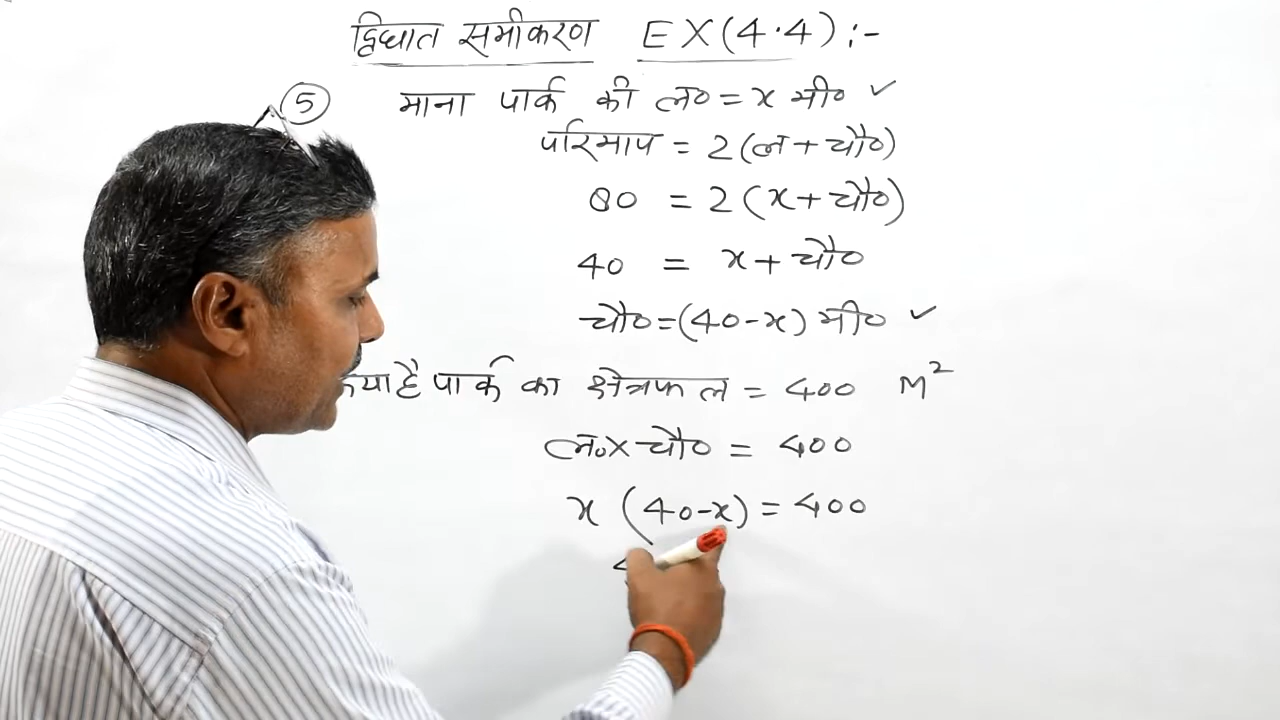 द्विघात समीकरण EX(4.4):-
5 माना पार्क की ल० = x मी० ✓
परिमाप = 2(ल + चौ०)
80 = 2(x + चौ०)
40 = x + चौ०
चौ० = (40-x) मी० ✓
है पार्क का क्षेत्रफल = 400 M²
ल० x चौ० = 400
x (40-x) = 400